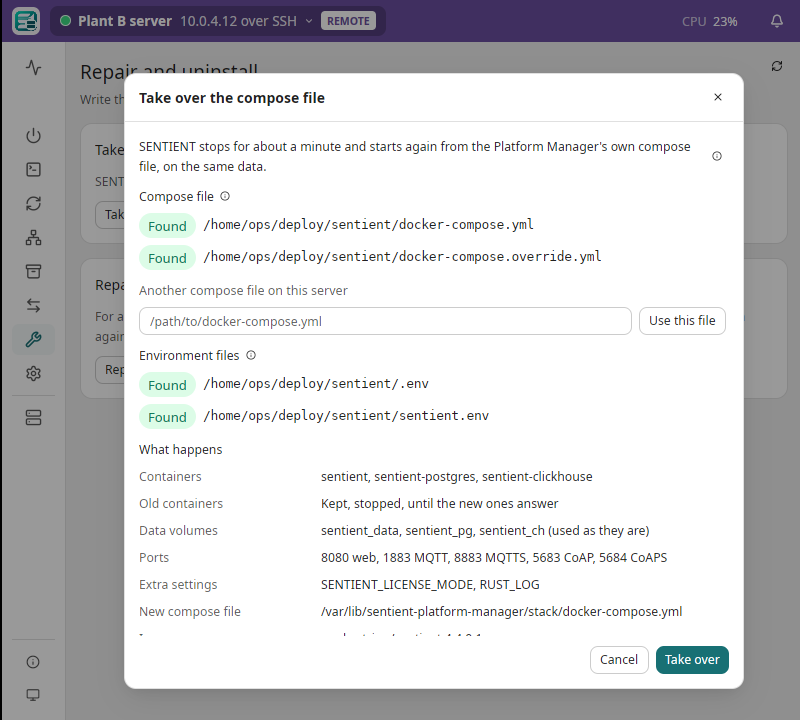 Plant B server 10.0.4.12 over SSH REMOTE
CPU 23%
Repair and uninstall
Write th
Take
SENT
Tak
Repa
For a
again
Rep
Take over the compose file
SENTIENT stops for about a minute and starts again from the Platform Manager's own compose
file, on the same data.
Compose file
Found /home/ops/deploy/sentient/docker-compose.yml
Found /home/ops/deploy/sentient/docker-compose.override.yml
Another compose file on this server
/path/to/docker-compose.yml
Use this file
Environment files
Found /home/ops/deploy/sentient/.env
Found /home/ops/deploy/sentient/sentient.env
What happens
Containers sentient, sentient-postgres, sentient-clickhouse
Old containers Kept, stopped, until the new ones answer
Data volumes sentient_data, sentient_pg, sentient_ch (used as they are)
Ports 8080 web, 1883 MQTT, 8883 MQTTS, 5683 CoAP, 5684 CoAPS
Extra settings SENTIENT_LICENSE_MODE, RUST_LOG
New compose file /var/lib/sentient-platform-manager/stack/docker-compose.yml
Cancel
Take over